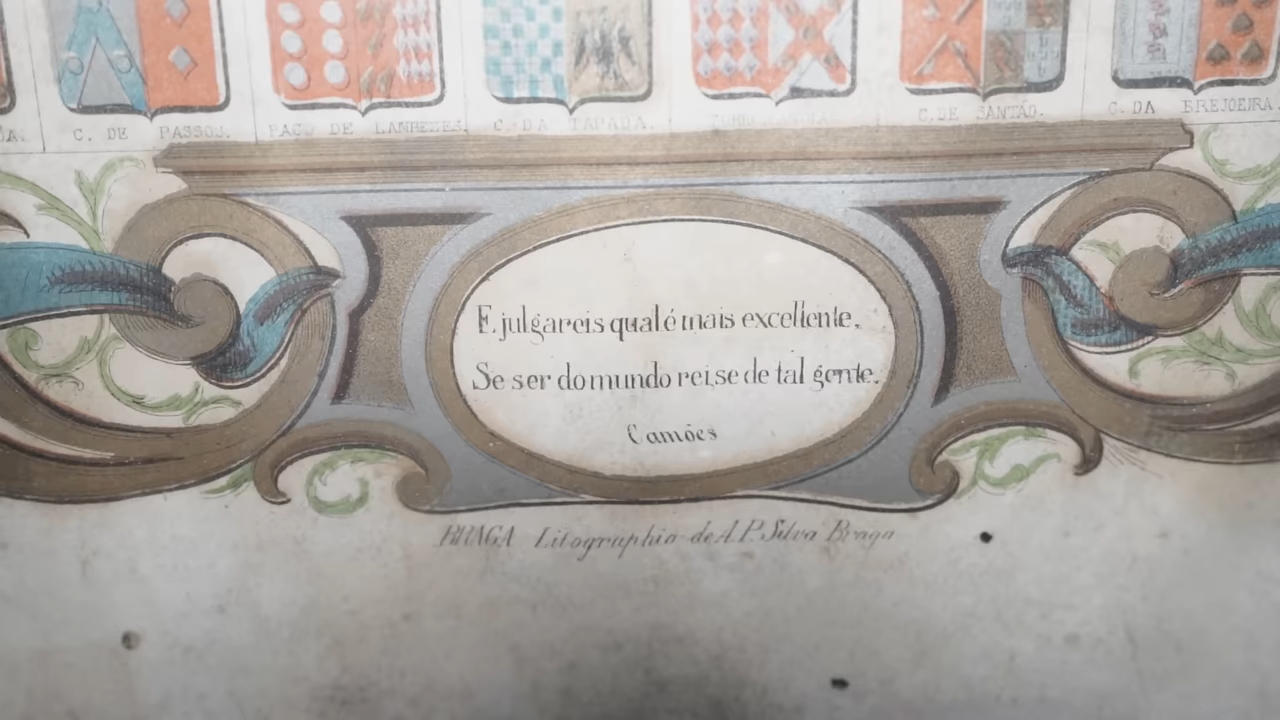 C. DE PASSOS.
PAÇO DE LANHEZES.
C. DA TAPADA.
C. DE SANTÃO.
C. DA BREJOEIRA.
E julgareis qual é mais excellente,
Se ser do mundo rei, se de tal gente.
Camões
BRAGA Litographia de A. P. Silva Braga